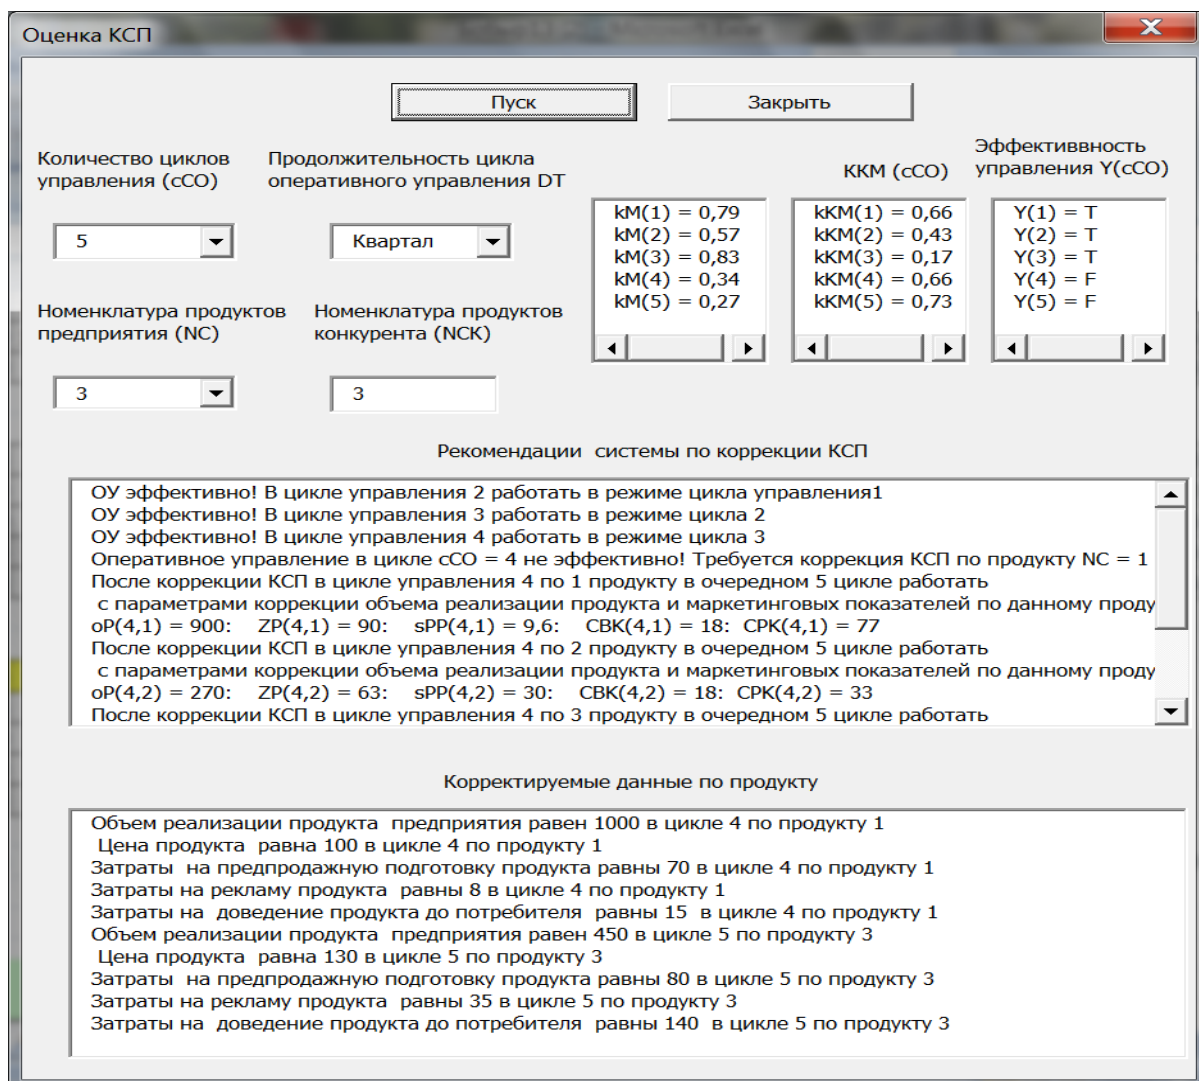 Оценка КСП
Пуск
Закрыть
Количество циклов
управления (сСО)
Продолжительность цикла
оперативного управления DT
ККМ (сСО)
Эффективвность
управления Y(сСО)
5
Квартал
kM(1) = 0,79
kM(2) = 0,57
kM(3) = 0,83
kM(4) = 0,34
kM(5) = 0,27
kKM(1) = 0,66
kKM(2) = 0,43
kKM(3) = 0,17
kKM(4) = 0,66
kKM(5) = 0,73
Y(1) = T
Y(2) = T
Y(3) = T
Y(4) = F
Y(5) = F
Номенклатура продуктов
предприятия (NC)
Номенклатура продуктов
конкурента (NCК)
3
3
Рекомендации системы по коррекции КСП
ОУ эффективно! В цикле управления 2 работать в режиме цикла управления1
ОУ эффективно! В цикле управления 3 работать в режиме цикла 2
ОУ эффективно! В цикле управления 4 работать в режиме цикла 3
Оперативное управление в цикле сСО = 4 не эффективно! Требуется коррекция КСП по продукту NC = 1
После коррекции КСП в цикле управления 4 по 1 продукту в очередном 5 цикле работать
с параметрами коррекции объема реализации продукта и маркетинговых показателей по данному проду
оР(4,1) = 900: ZP(4,1) = 90: sPP(4,1) = 9,6: CBK(4,1) = 18: CPK(4,1) = 77
После коррекции КСП в цикле управления 4 по 2 продукту в очередном 5 цикле работать
с параметрами коррекции объема реализации продукта и маркетинговых показателей по данному проду
оР(4,2) = 270: ZP(4,2) = 63: sPP(4,2) = 30: CBK(4,2) = 18: CPK(4,2) = 33
После коррекции КСП в цикле управления 4 по 3 продукту в очередном 5 цикле работать
Корректируемые данные по продукту
Объем реализации продукта предприятия равен 1000 в цикле 4 по продукту 1
Цена продукта равна 100 в цикле 4 по продукту 1
Затраты на предпродажную подготовку продукта равны 70 в цикле 4 по продукту 1
Затраты на рекламу продукта равны 8 в цикле 4 по продукту 1
Затраты на доведение продукта до потребителя равны 15 в цикле 4 по продукту 1
Объем реализации продукта предприятия равен 450 в цикле 5 по продукту 3
Цена продукта равна 130 в цикле 5 по продукту 3
Затраты на предпродажную подготовку продукта равны 80 в цикле 5 по продукту 3
Затраты на рекламу продукта равны 35 в цикле 5 по продукту 3
Затраты на доведение продукта до потребителя равны 140 в цикле 5 по продукту 3